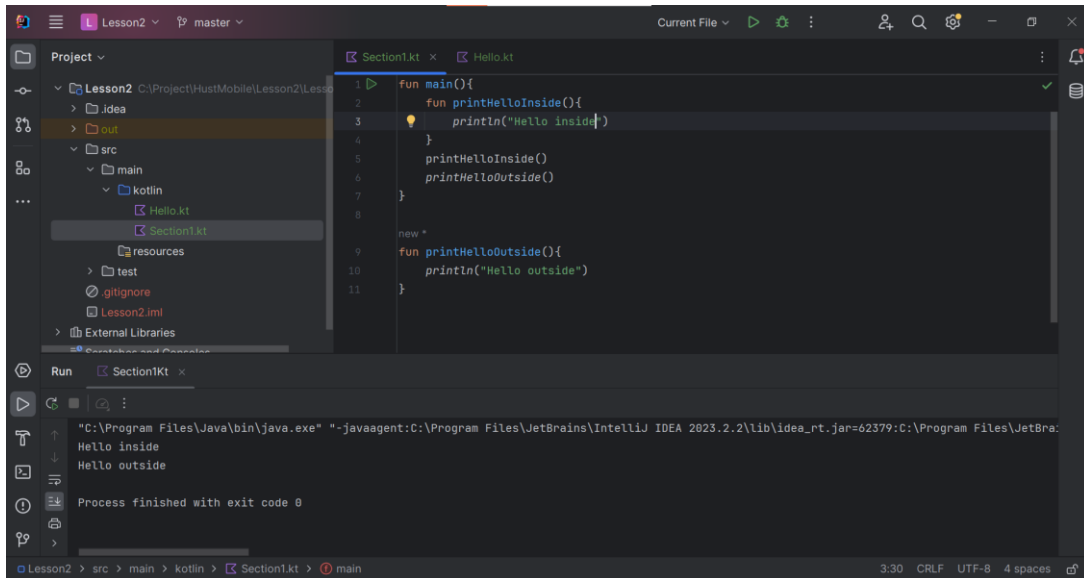 L Lesson2 master Current File
Project
Section1.kt Hello.kt
Lesson2 C:\Project\HustMobile\Lesson2\Lesso
.idea
out
src
main
kotlin
Hello.kt
Section1.kt
resources
test
.gitignore
Lesson2.iml
External Libraries
Scratches and Consoles
1 fun main(){
2 fun printHelloInside(){
3 println("Hello inside")
4 }
5 printHelloInside()
6 printHelloOutside()
7 }
8
new *
9 fun printHelloOutside(){
10 println("Hello outside")
11 }
Run Section1Kt
"C:\Program Files\Java\bin\java.exe" "-javaagent:C:\Program Files\JetBrains\IntelliJ IDEA 2023.2.2\lib\idea_rt.jar=62379:C:\Program Files\JetBra
Hello inside
Hello outside
Process finished with exit code 0
Lesson2 > src > main > kotlin > Section1.kt > main 3:30 CRLF UTF-8 4 spaces